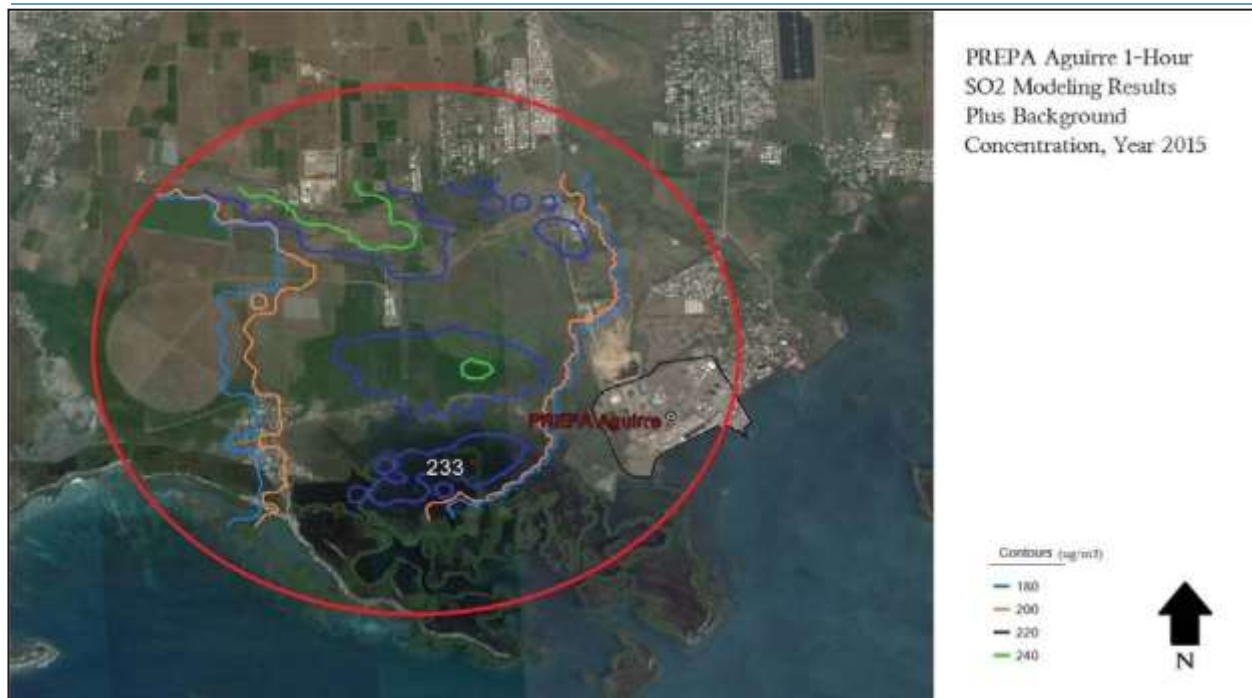 PREPA Aguirre 1-Hour
SO2 Modeling Results
Plus Background
Concentration, Year 2015
PREPA Aguirre
233
Contours (ug/m3)
180
200
220
240
N